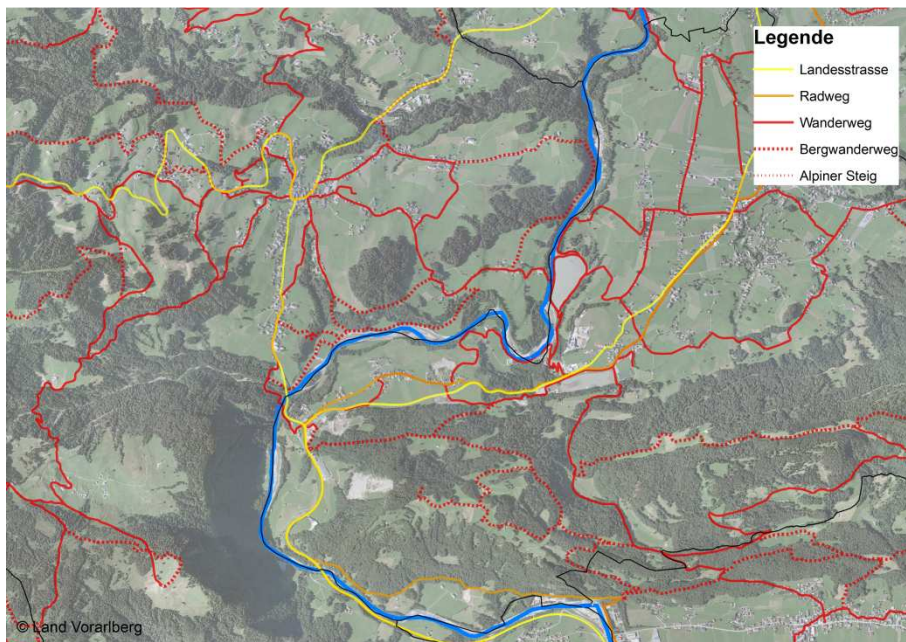 Legende
Landesstrasse
Radweg
Wanderweg
Bergwanderweg
Alpiner Steig
© Land Vorarlberg